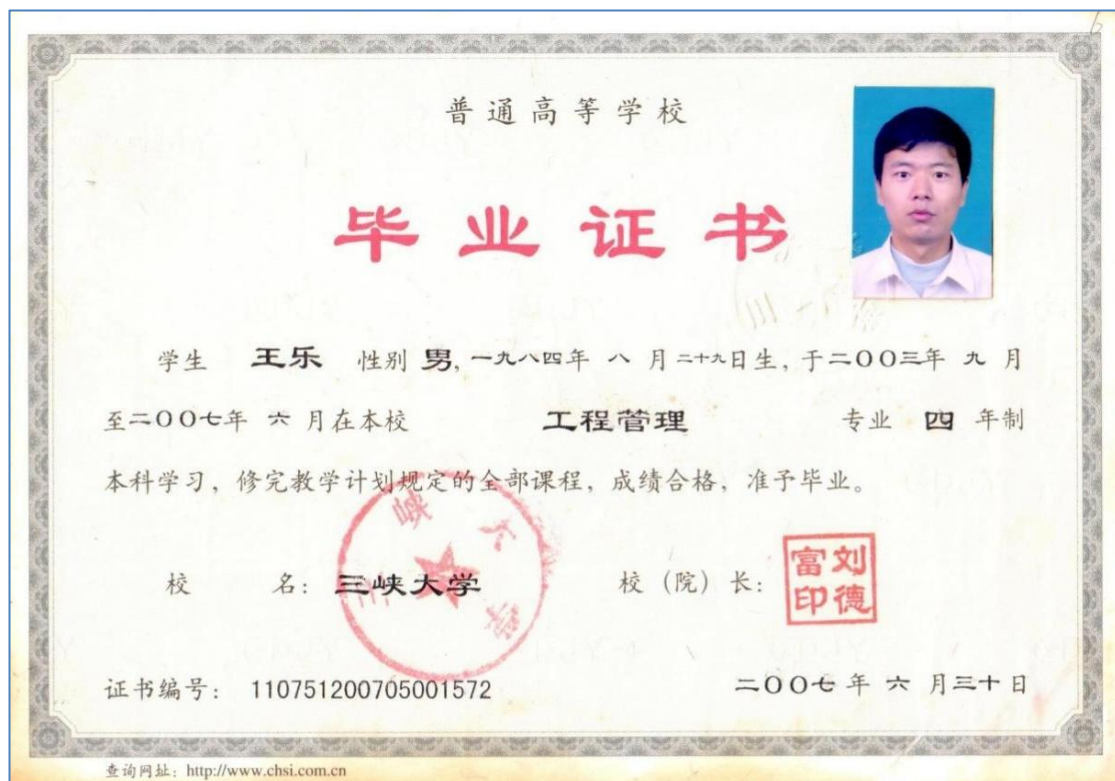 普通高等学校
毕业证书
学生 王乐 性别 男, 一九八四年 八 月二十九日生, 于二〇〇三年 九 月
至二〇〇七年 六 月在本校 工程管理 专业 四 年制
本科学习, 修完教学计划规定的全部课程, 成绩合格, 准予毕业。
三峡大学
校 名: 三峡大学 校 (院) 长: 刘德富印
证书编号: 110751200705001572 二〇〇七 年 六 月三十日
查询网址: http://www.chsi.com.cn